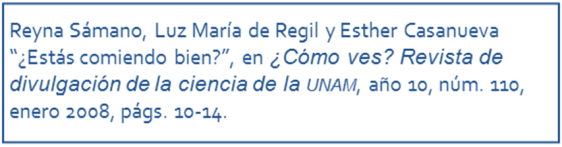 Reyna Sámano, Luz María de Regil y Esther Casanueva
“¿Estás comiendo bien?”, en ¿Cómo ves? Revista de
divulgación de la ciencia de la UNAM, año 10, núm. 110,
enero 2008, págs. 10-14.